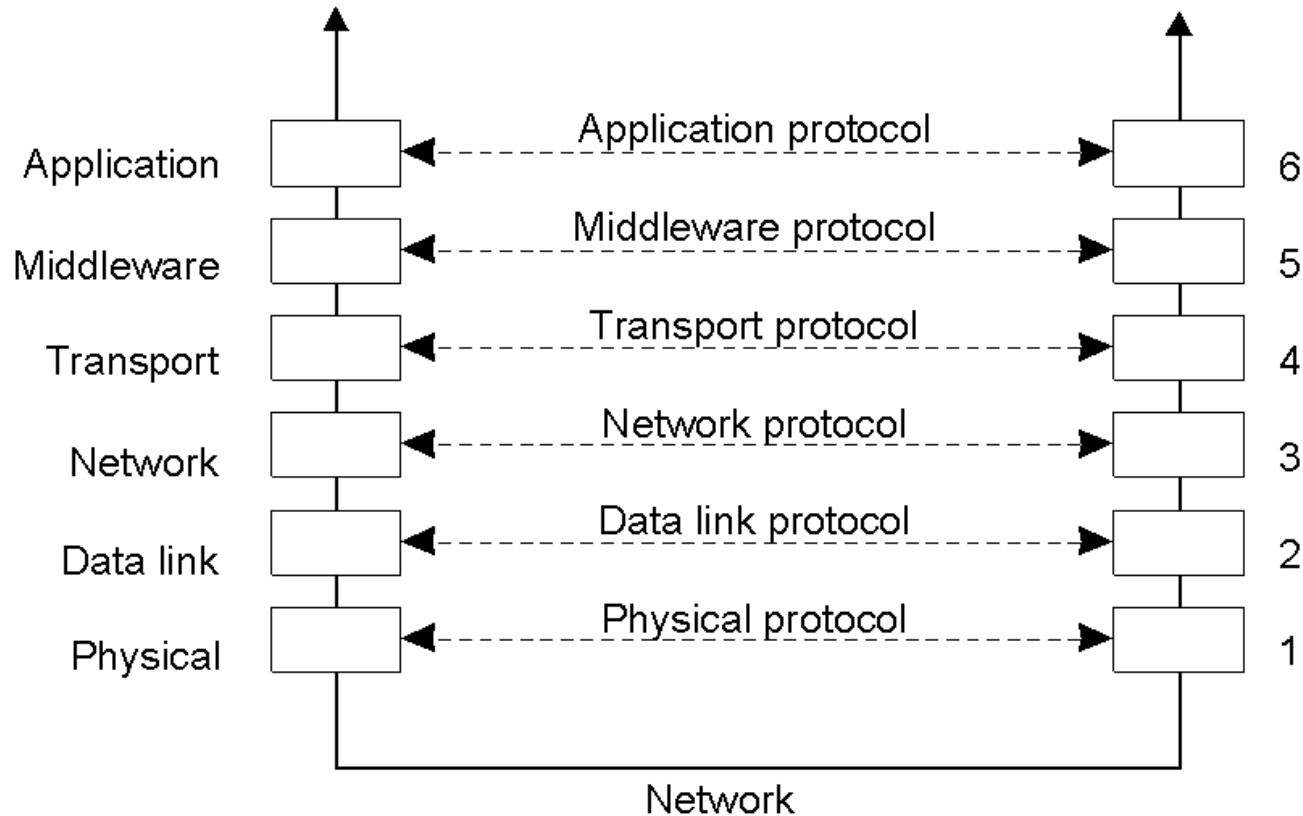 Application protocol
Application
6
Middleware protocol
Middleware
5
Transport protocol
Transport
4
Network protocol
Network
3
Data link protocol
Data link
2
Physical protocol
Physical
1
Network